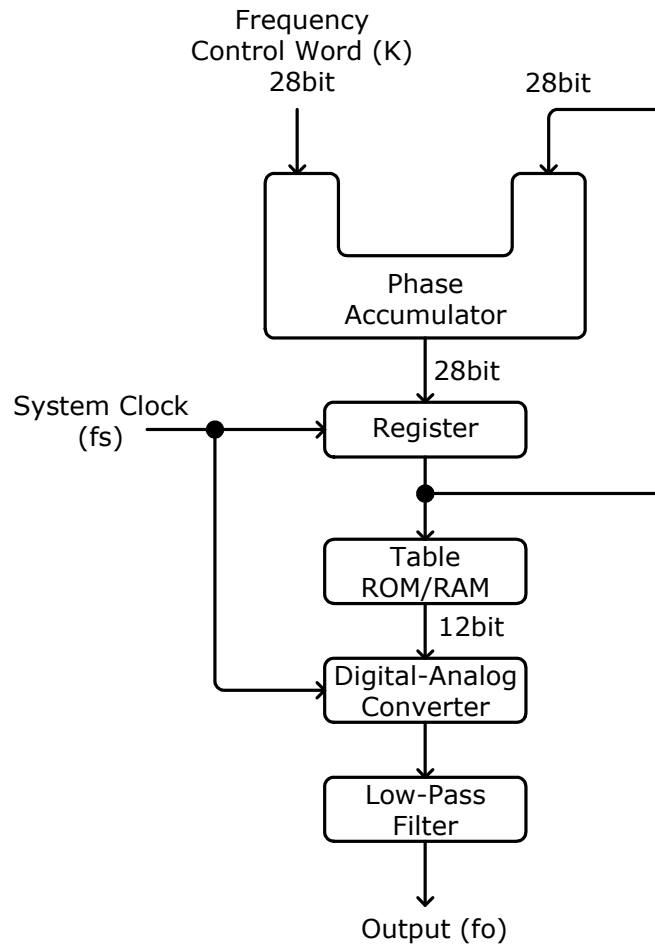 Frequency
Control Word (K)
28bit
28bit
Phase
Accumulator
28bit
System Clock
(fs)
Register
Table
ROM/RAM
12bit
Digital-Analog
Converter
Low-Pass
Filter
Output (fo)